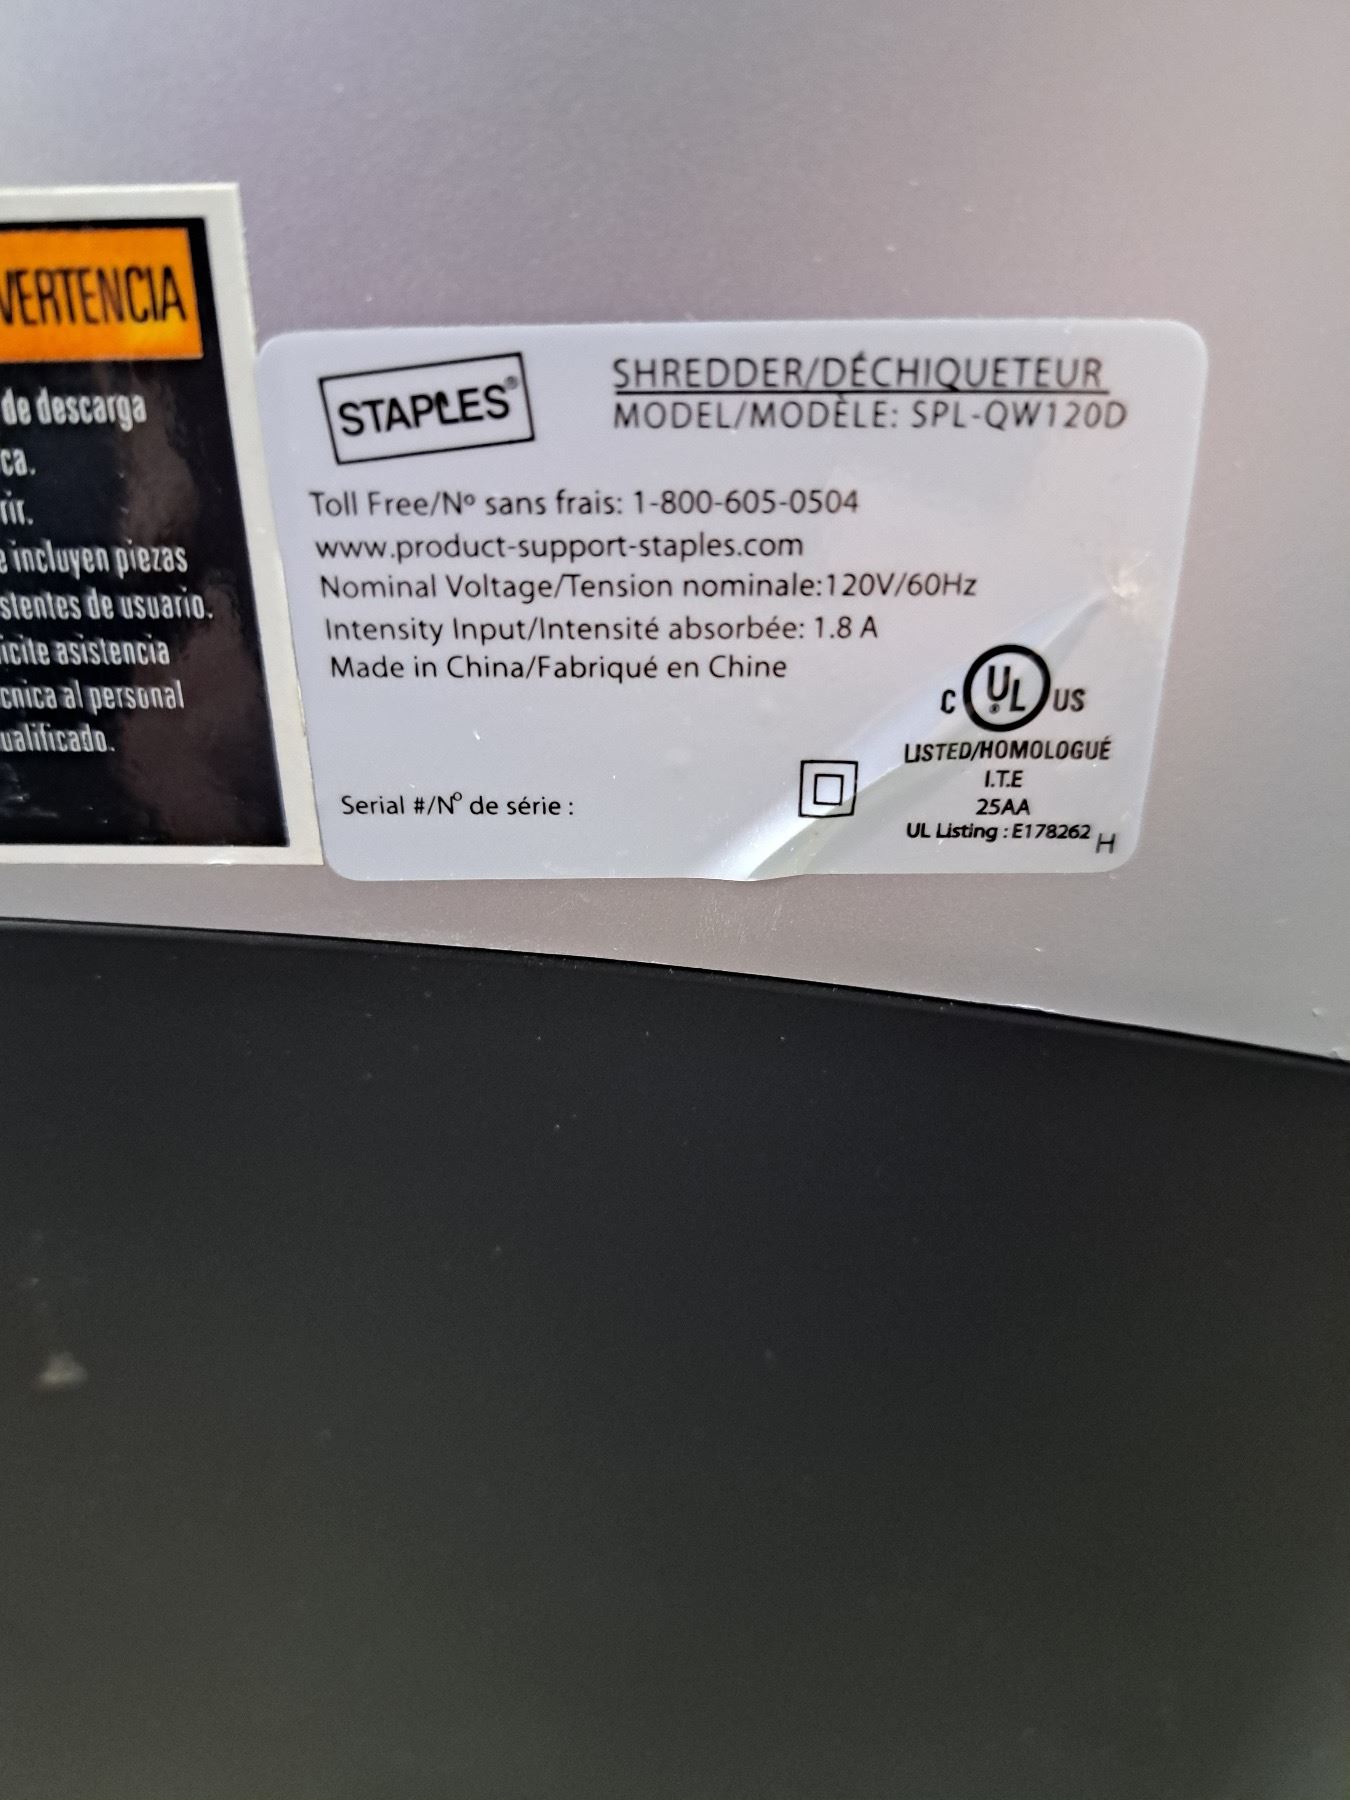 VERTENCIA
de descarga
ca.
rir.
e incluyen piezas
stentes de usuario.
icite asistencia
cnica al personal
ualificado.
STAPLES®
SHREDDER/DÉCHIQUETEUR
MODEL/MODÈLE: SPL-QW120D
Toll Free/Nº sans frais: 1-800-605-0504
www.product-support-staples.com
Nominal Voltage/Tension nominale:120V/60Hz
Intensity Input/Intensité absorbée: 1.8 A
Made in China/Fabriqué en Chine
C UL® US
LISTED/HOMOLOGUÉ
I.T.E
25AA
UL Listing : E178262 H
Serial #/Nº de série :